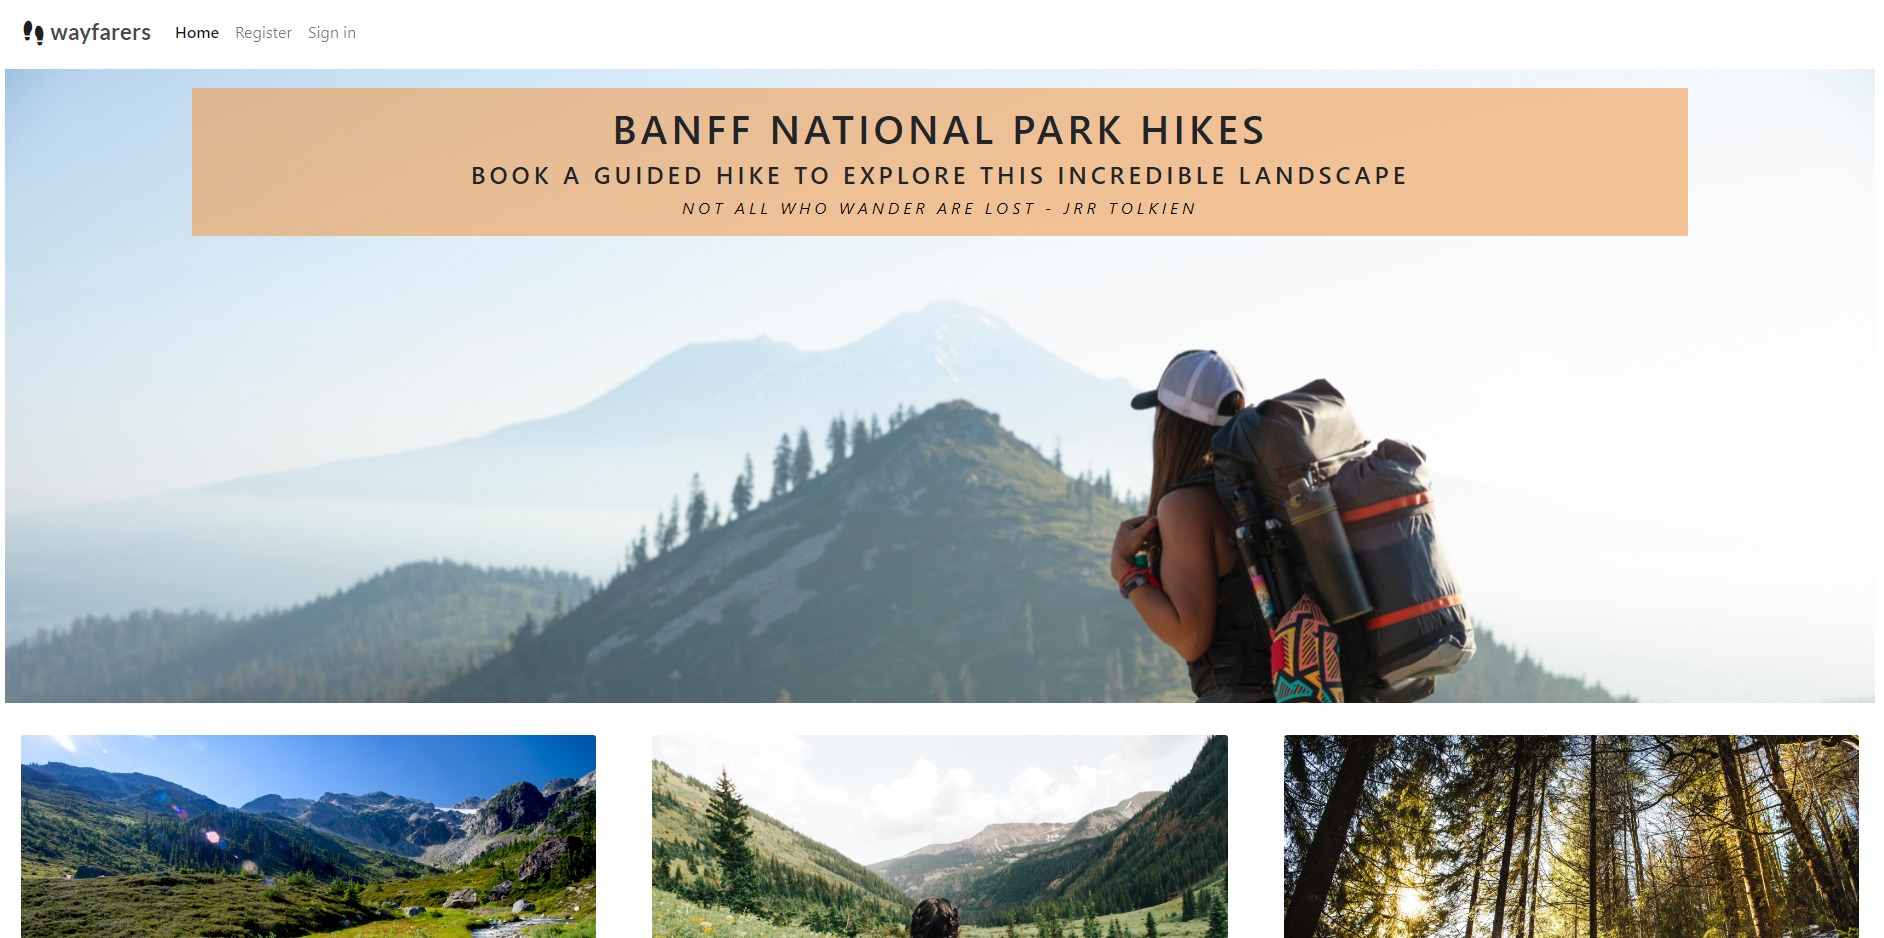 wayfarers Home Register Sign in
BANFF NATIONAL PARK HIKES
BOOK A GUIDED HIKE TO EXPLORE THIS INCREDIBLE LANDSCAPE
NOT ALL WHO WANDER ARE LOST - JRR TOLKIEN